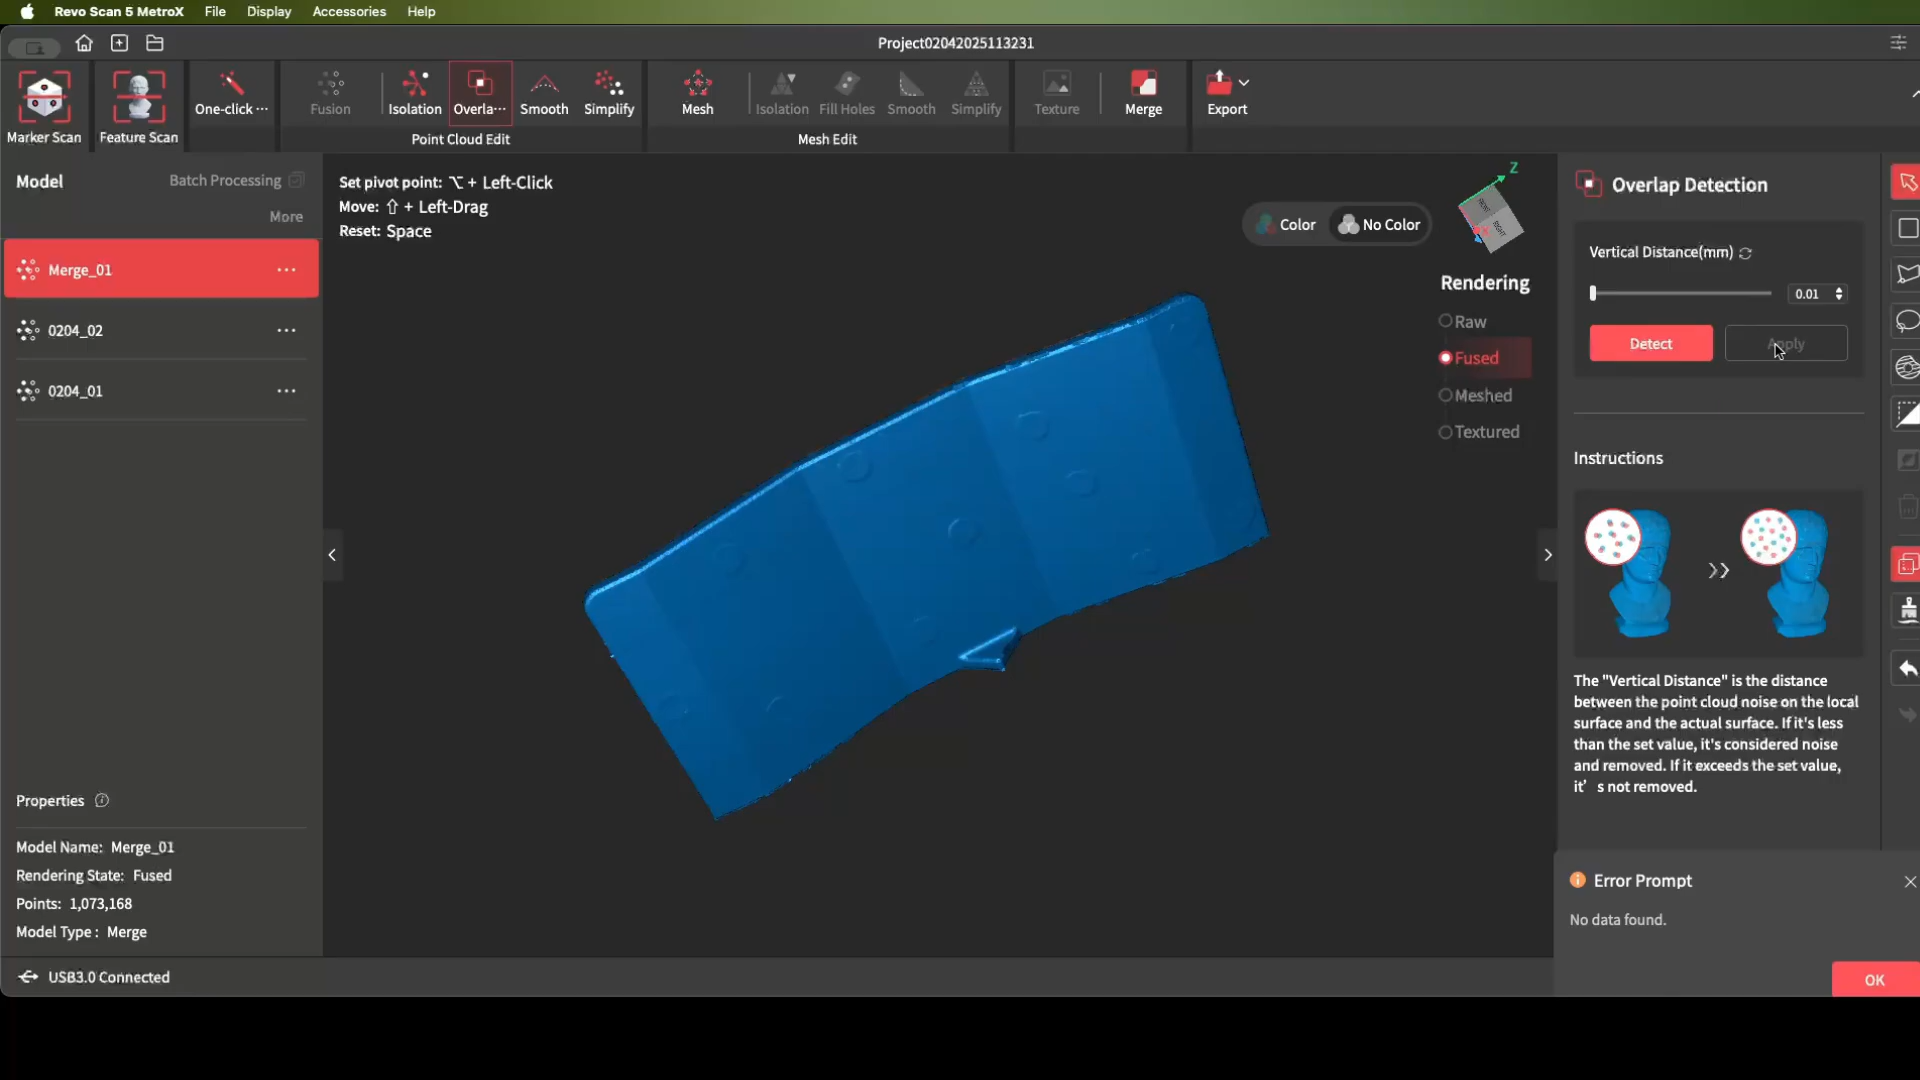 Revo Scan 5 MetroX File Display Accessories Help
Project02042025113231
Marker Scan
Feature Scan
One-click ···
Fusion
Isolation
Overla···
Smooth
Simplify
Point Cloud Edit
Mesh
Isolation
Fill Holes
Smooth
Simplify
Mesh Edit
Texture
Merge
Export
Model
Batch Processing
More
Merge_01
0204_02
0204_01
Properties
Model Name: Merge_01
Rendering State: Fused
Points: 1,073,168
Model Type : Merge
USB3.0 Connected
Set pivot point: ⌥ + Left-Click
Move: ⇧ + Left-Drag
Reset: Space
Color
No Color
Z
FRONT
RIGHT
Rendering
Raw
Fused
Meshed
Textured
Overlap Detection
Vertical Distance(mm)
0.01
Detect
Apply
Instructions
The "Vertical Distance" is the distance
between the point cloud noise on the local
surface and the actual surface. If it's less
than the set value, it's considered noise
and removed. If it exceeds the set value,
it’ s not removed.
Error Prompt
No data found.
OK